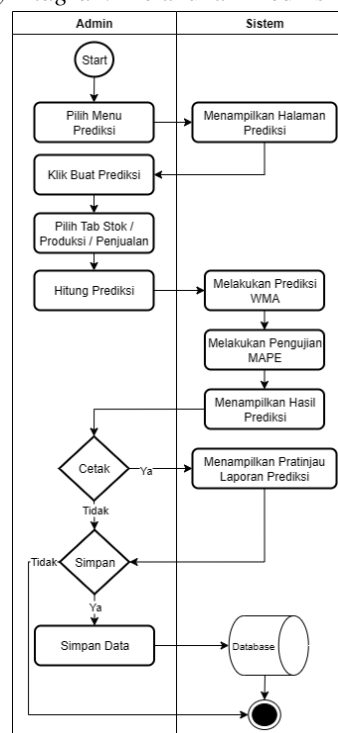 Admin
Sistem
Start
Pilih Menu
Prediksi
Menampilkan Halaman
Prediksi
Klik Buat Prediksi
Pilih Tab Stok /
Produksi / Penjualan
Hitung Prediksi
Melakukan Prediksi
WMA
Melakukan Pengujian
MAPE
Menampilkan Hasil
Prediksi
Cetak
Ya
Menampilkan Pratinjau
Laporan Prediksi
Tidak
Tidak
Simpan
Ya
Simpan Data
Database